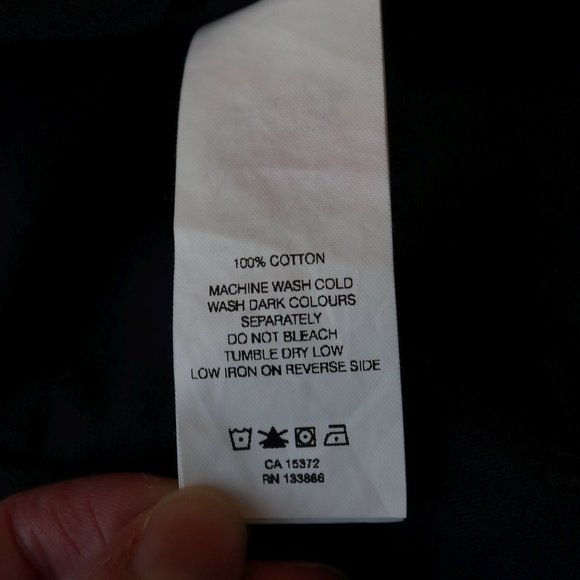 100% COTTON
MACHINE WASH COLD
WASH DARK COLOURS
SEPARATELY
DO NOT BLEACH
TUMBLE DRY LOW
LOW IRON ON REVERSE SIDE
CA 15372
RN 133886